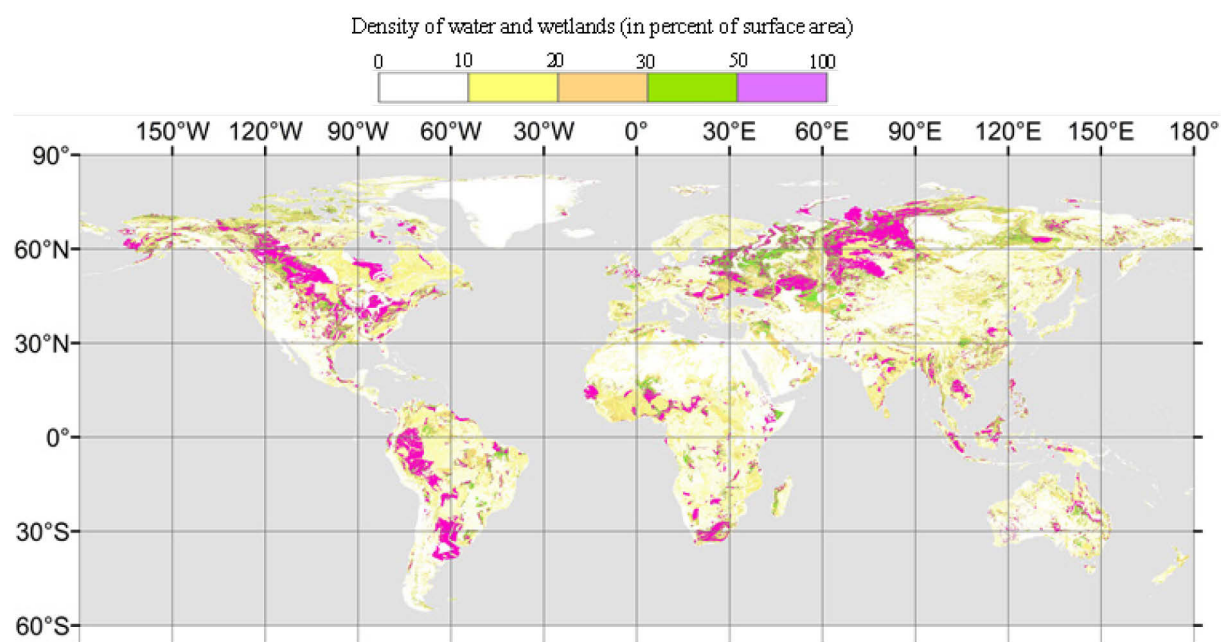 Density of water and wetlands (in percent of surface area)
0 10 20 30 50 100
150°W 120°W 90°W 60°W 30°W 0° 30°E 60°E 90°E 120°E 150°E 180°
90°
60°N
30°N
0°
30°S
60°S